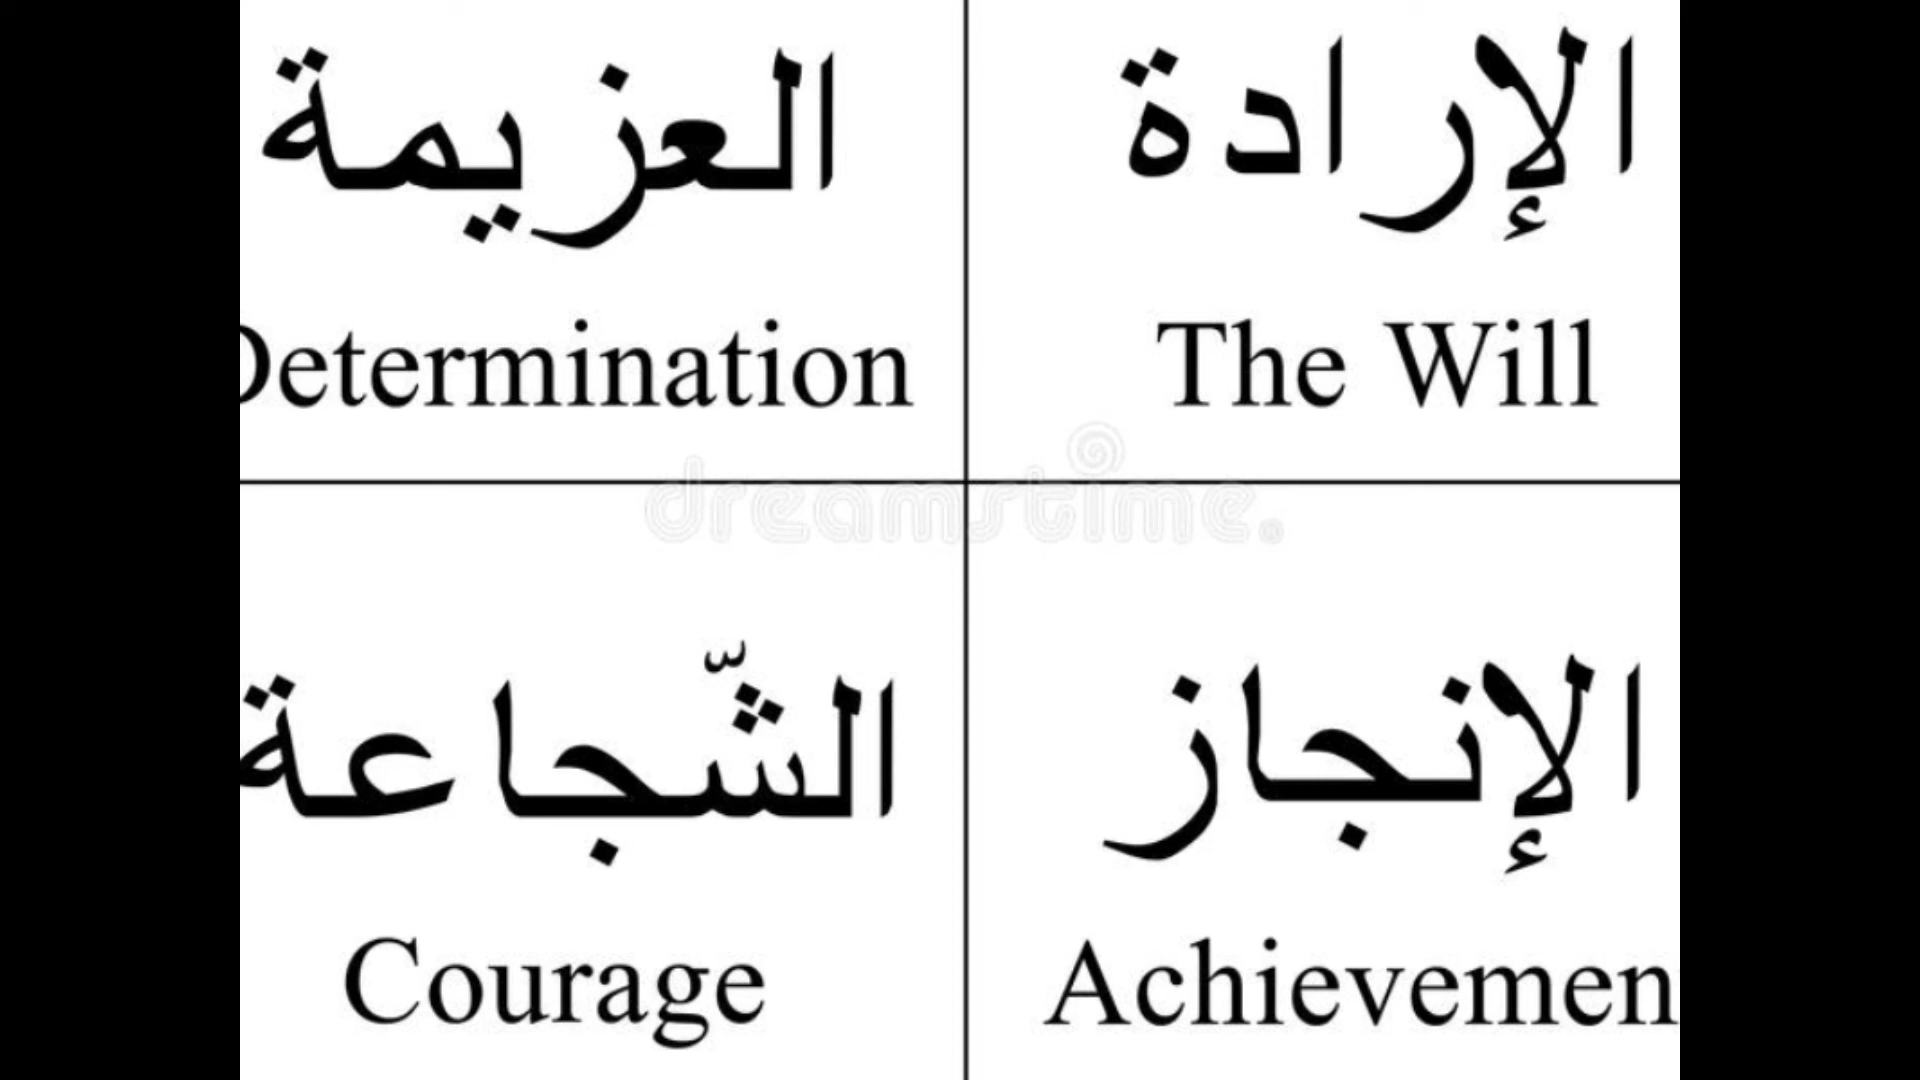 العزيمة
Determination
الإرادة
The Will
dreamstime.
الشّجاعة
Courage
الإنجاز
Achievemen